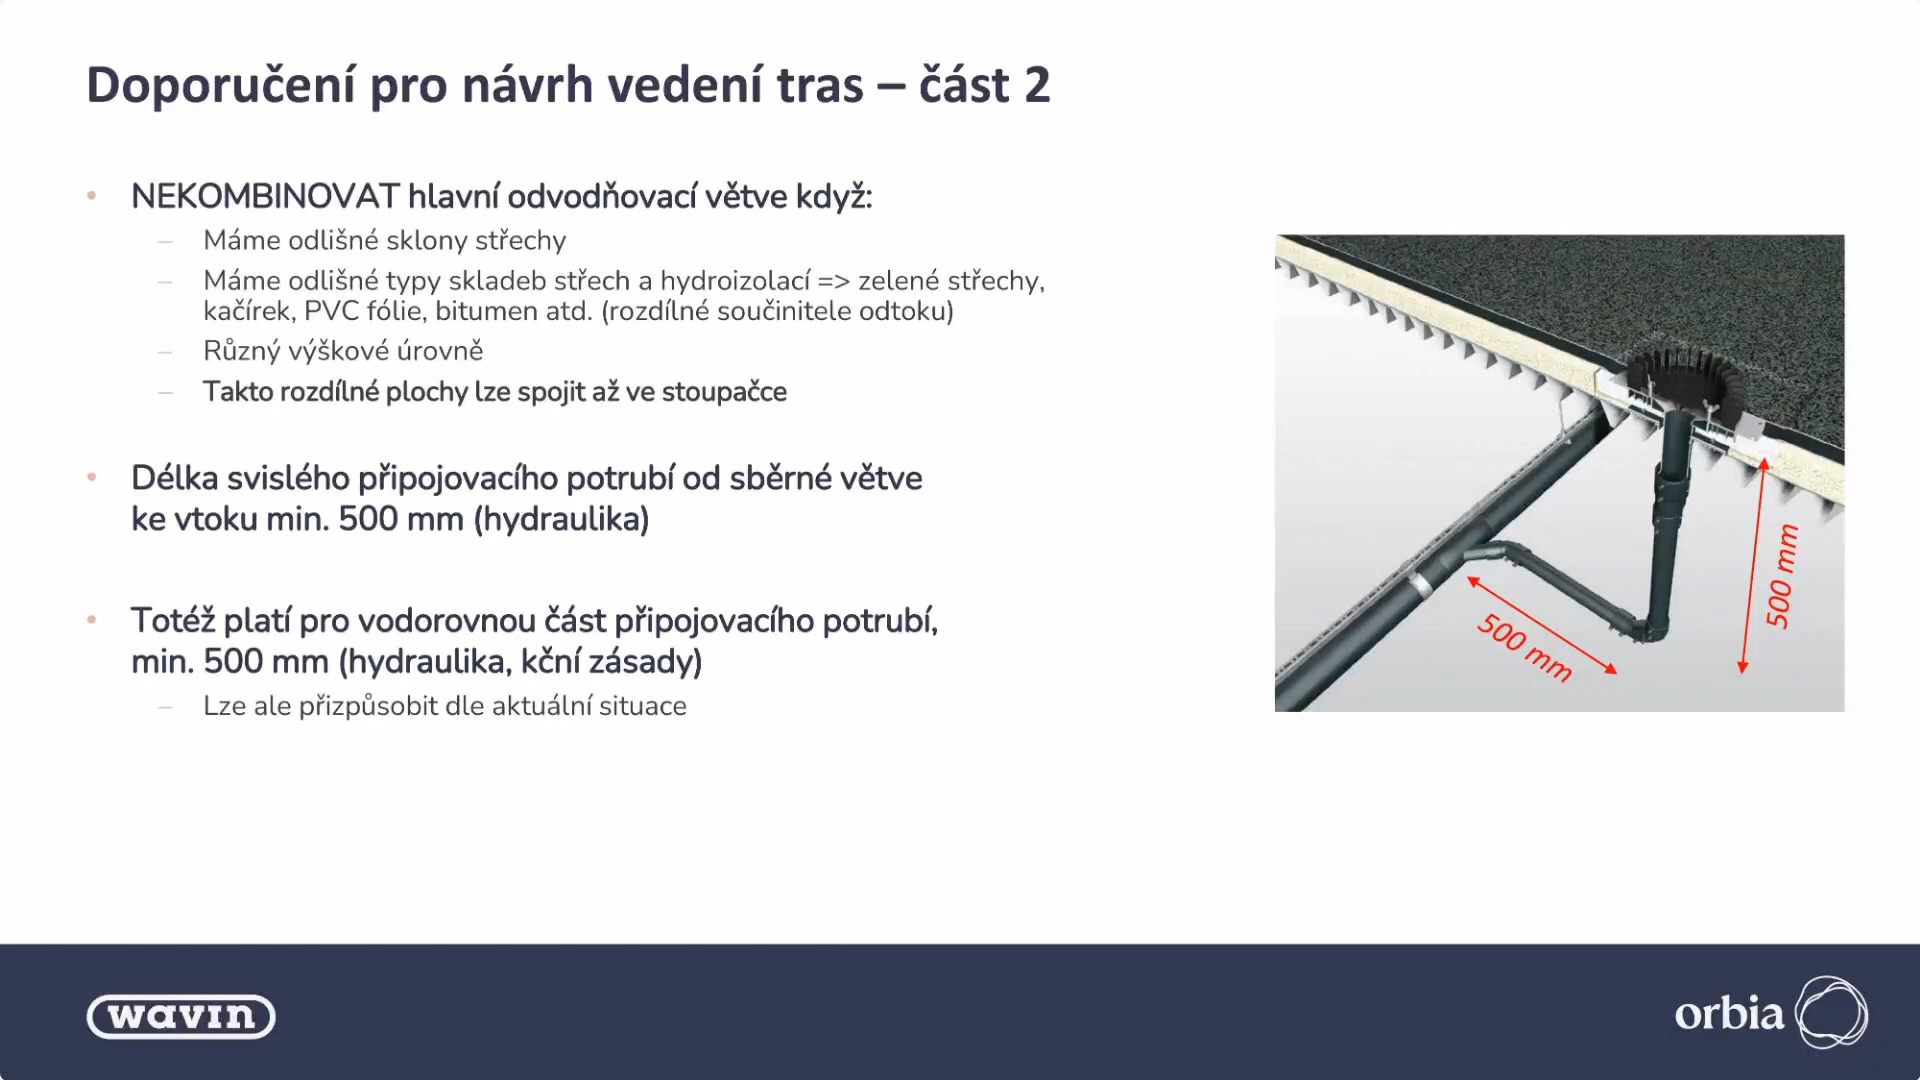 Doporučení pro návrh vedení tras – část 2
• NEKOMBINOVAT hlavní odvodňovací větve když:
– Máme odlišné sklony střechy
– Máme odlišné typy skladeb střech a hydroizolací => zelené střechy,
kačírek, PVC fólie, bitumen atd. (rozdílné součinitele odtoku)
– Různý výškové úrovně
– Takto rozdílné plochy lze spojit až ve stoupačce
• Délka svislého připojovacího potrubí od sběrné větve
ke vtoku min. 500 mm (hydraulika)
• Totéž platí pro vodorovnou část připojovacího potrubí,
min. 500 mm (hydraulika, kční zásady)
– Lze ale přizpůsobit dle aktuální situace
500 mm
500 mm
wavin
orbia